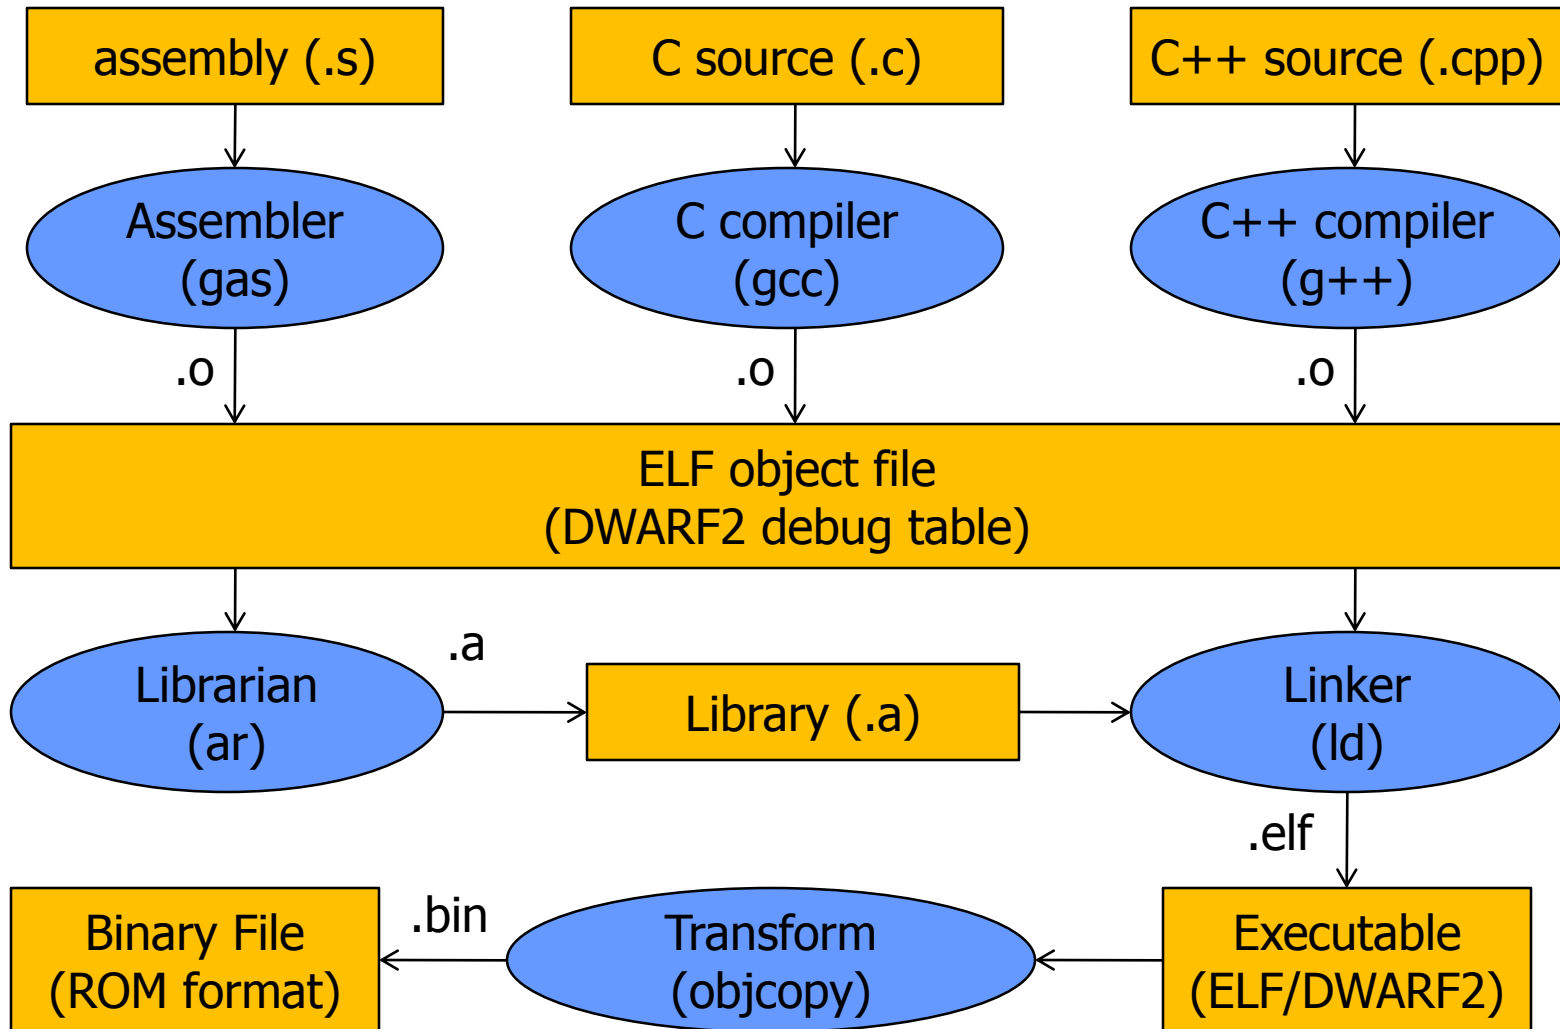 assembly (.s)
C source (.c)
C++ source (.cpp)
Assembler
(gas)
C compiler
(gcc)
C++ compiler
(g++)
.o
.o
.o
ELF object file
(DWARF2 debug table)
Librarian
(ar)
.a
Library (.a)
Linker
(ld)
.elf
Binary File
(ROM format)
.bin
Transform
(objcopy)
Executable
(ELF/DWARF2)